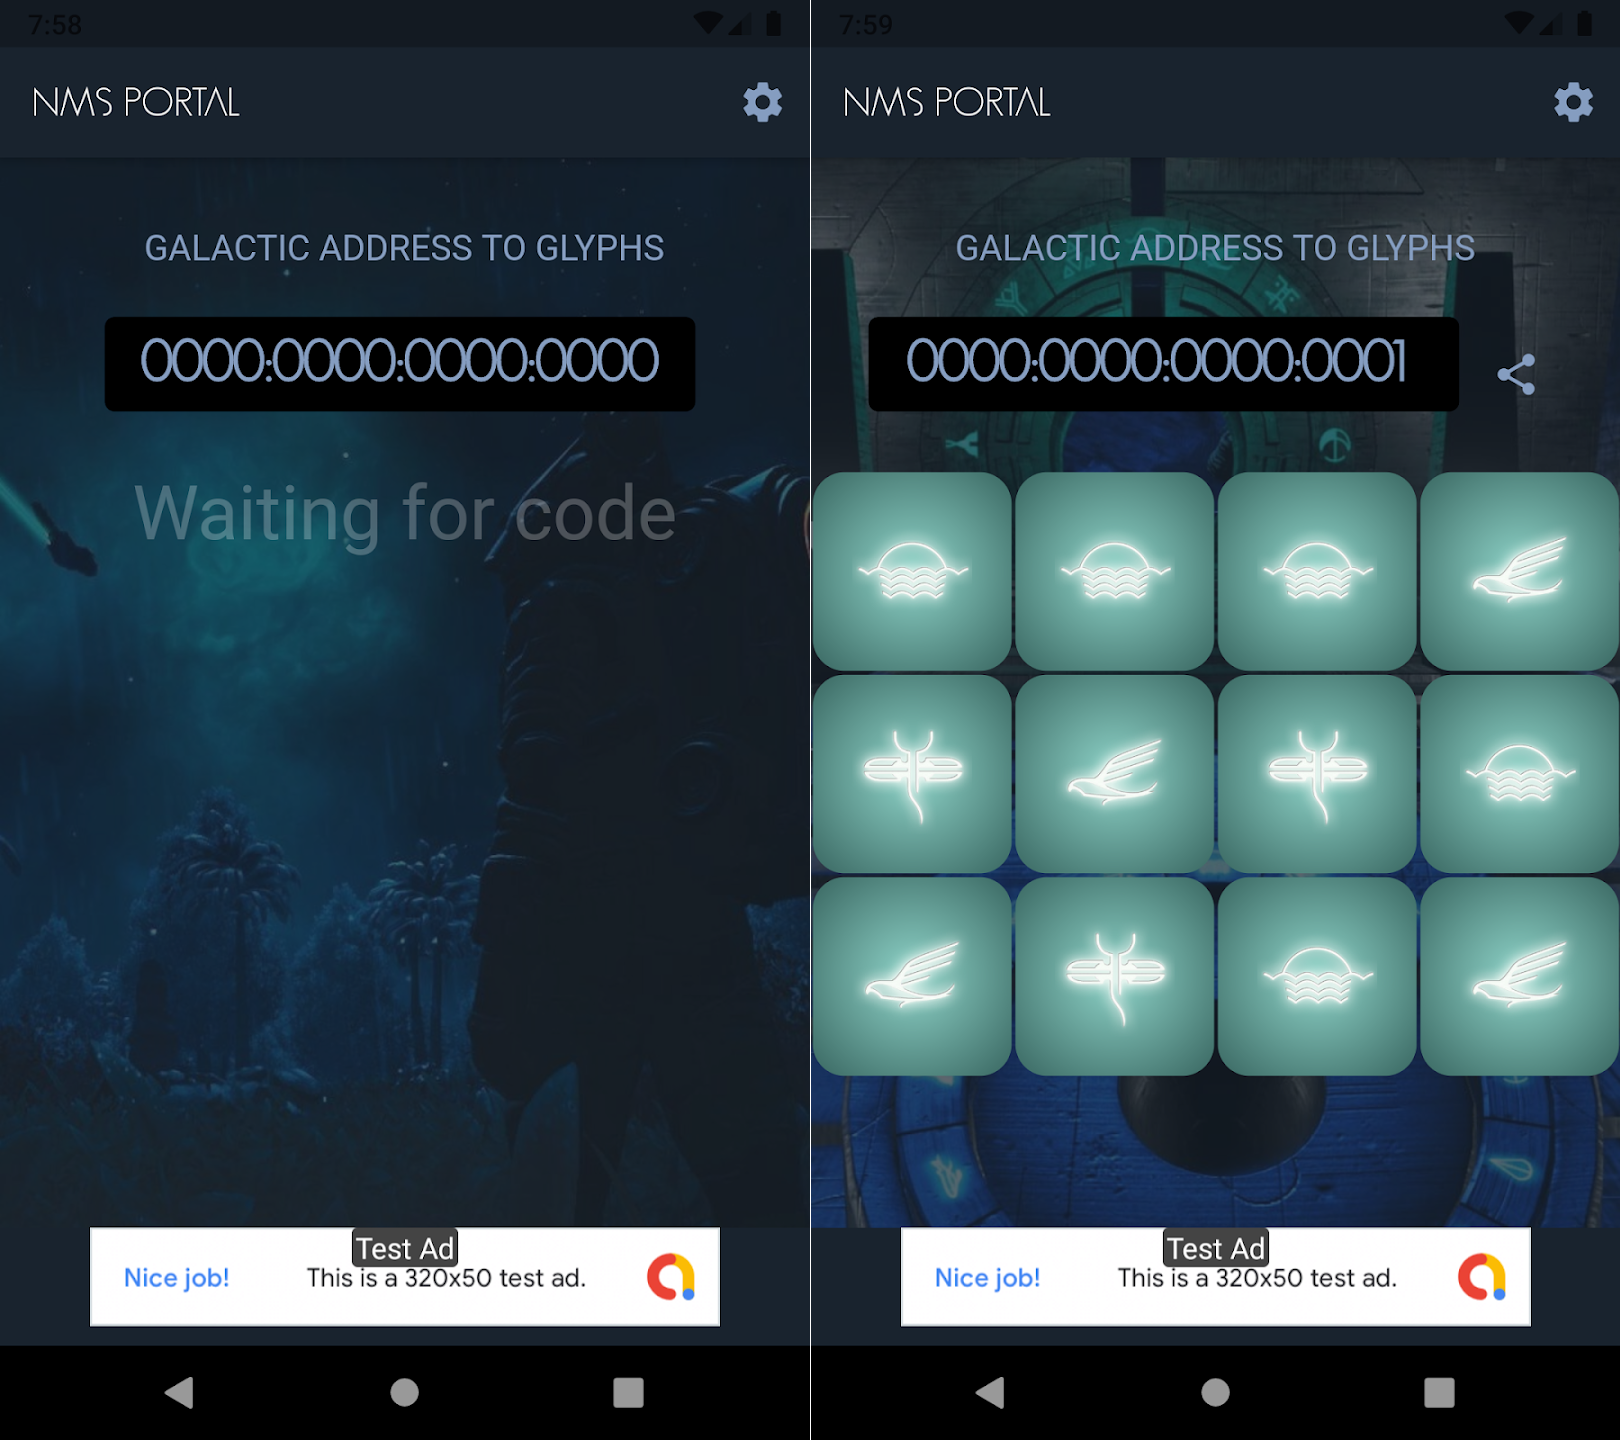 7:58
NMS PORTAL
GALACTIC ADDRESS TO GLYPHS
0000:0000:0000:0000
Waiting for code
Test Ad
Nice job!
This is a 320x50 test ad.
7:59
NMS PORTAL
GALACTIC ADDRESS TO GLYPHS
0000:0000:0000:0001
Test Ad
Nice job!
This is a 320x50 test ad.